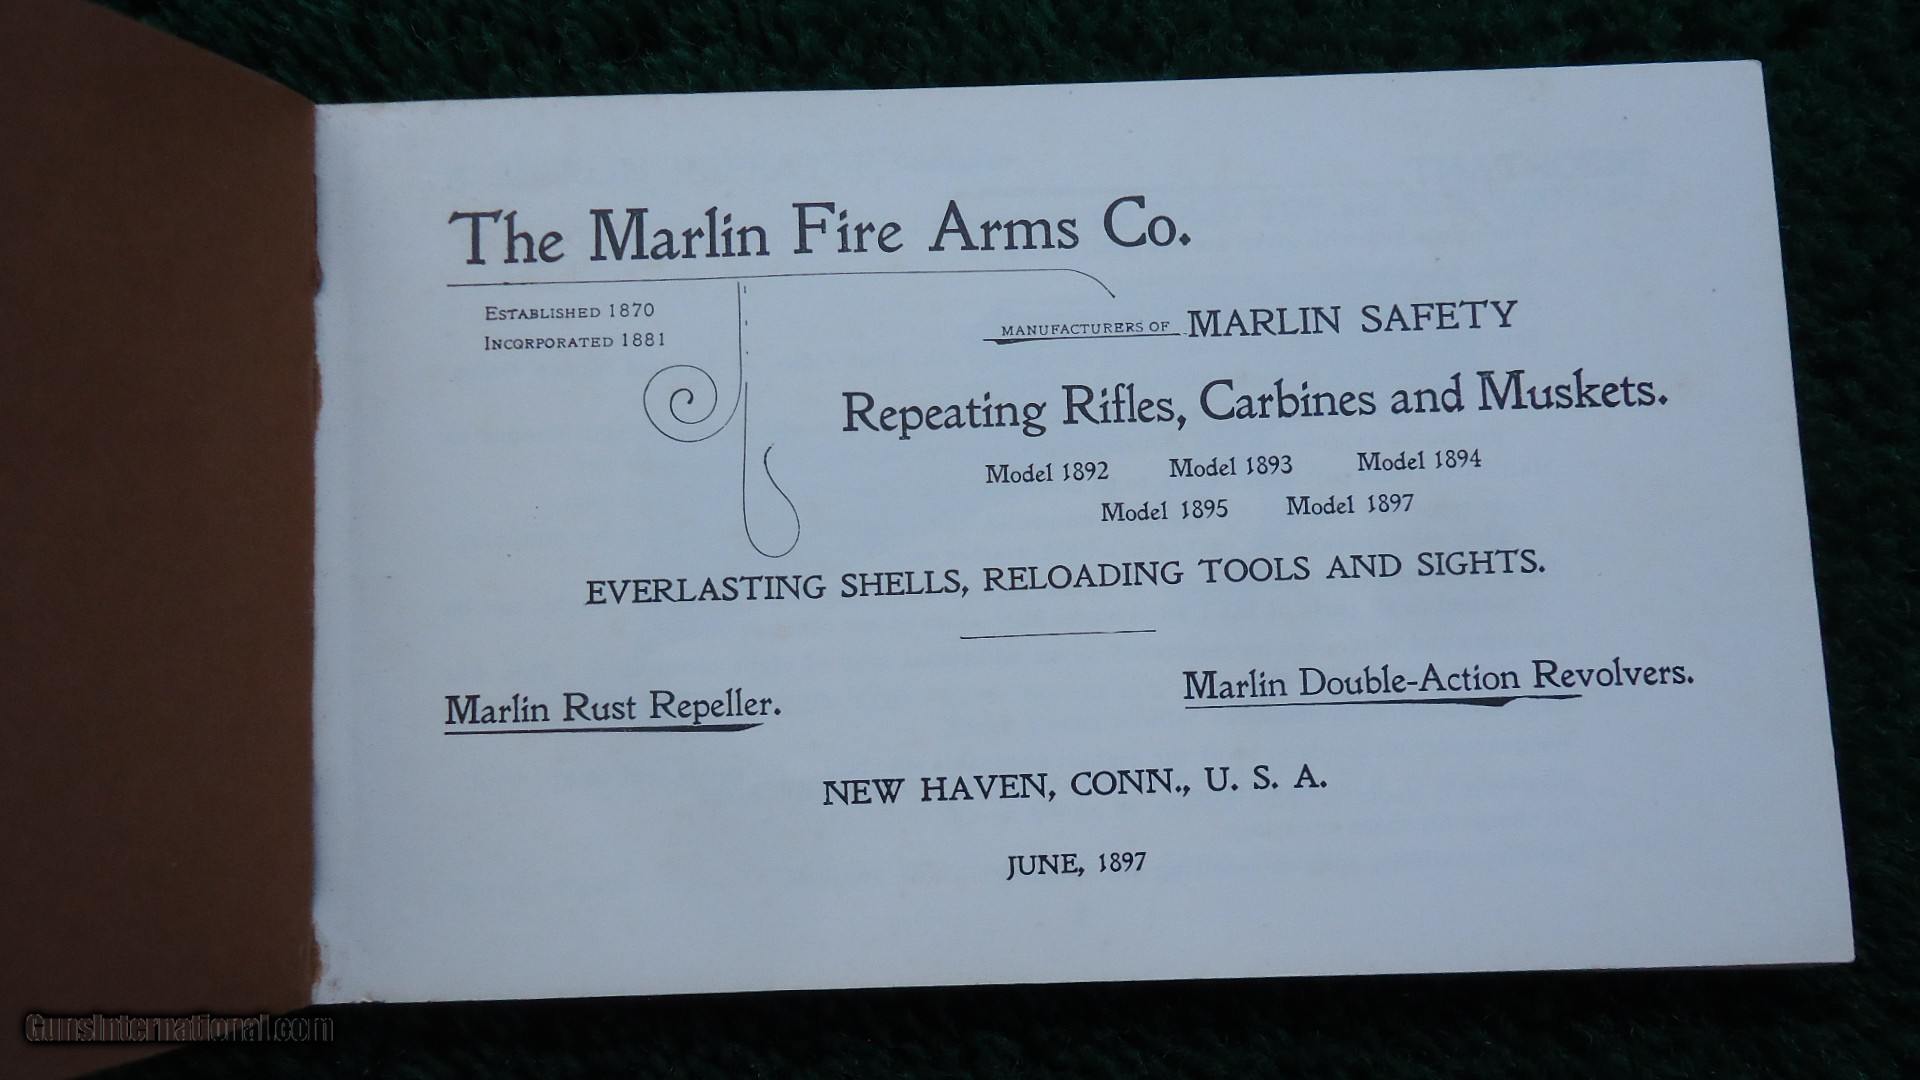 The Marlin Fire Arms Co.
ESTABLISHED 1870
INCORPORATED 1881
MANUFACTURERS OF MARLIN SAFETY
Repeating Rifles, Carbines and Muskets.
Model 1892 Model 1893 Model 1894
Model 1895 Model 1897
EVERLASTING SHELLS, RELOADING TOOLS AND SIGHTS.
Marlin Rust Repeller. Marlin Double-Action Revolvers.
NEW HAVEN, CONN., U. S. A.
JUNE, 1897
GunsInternational.com